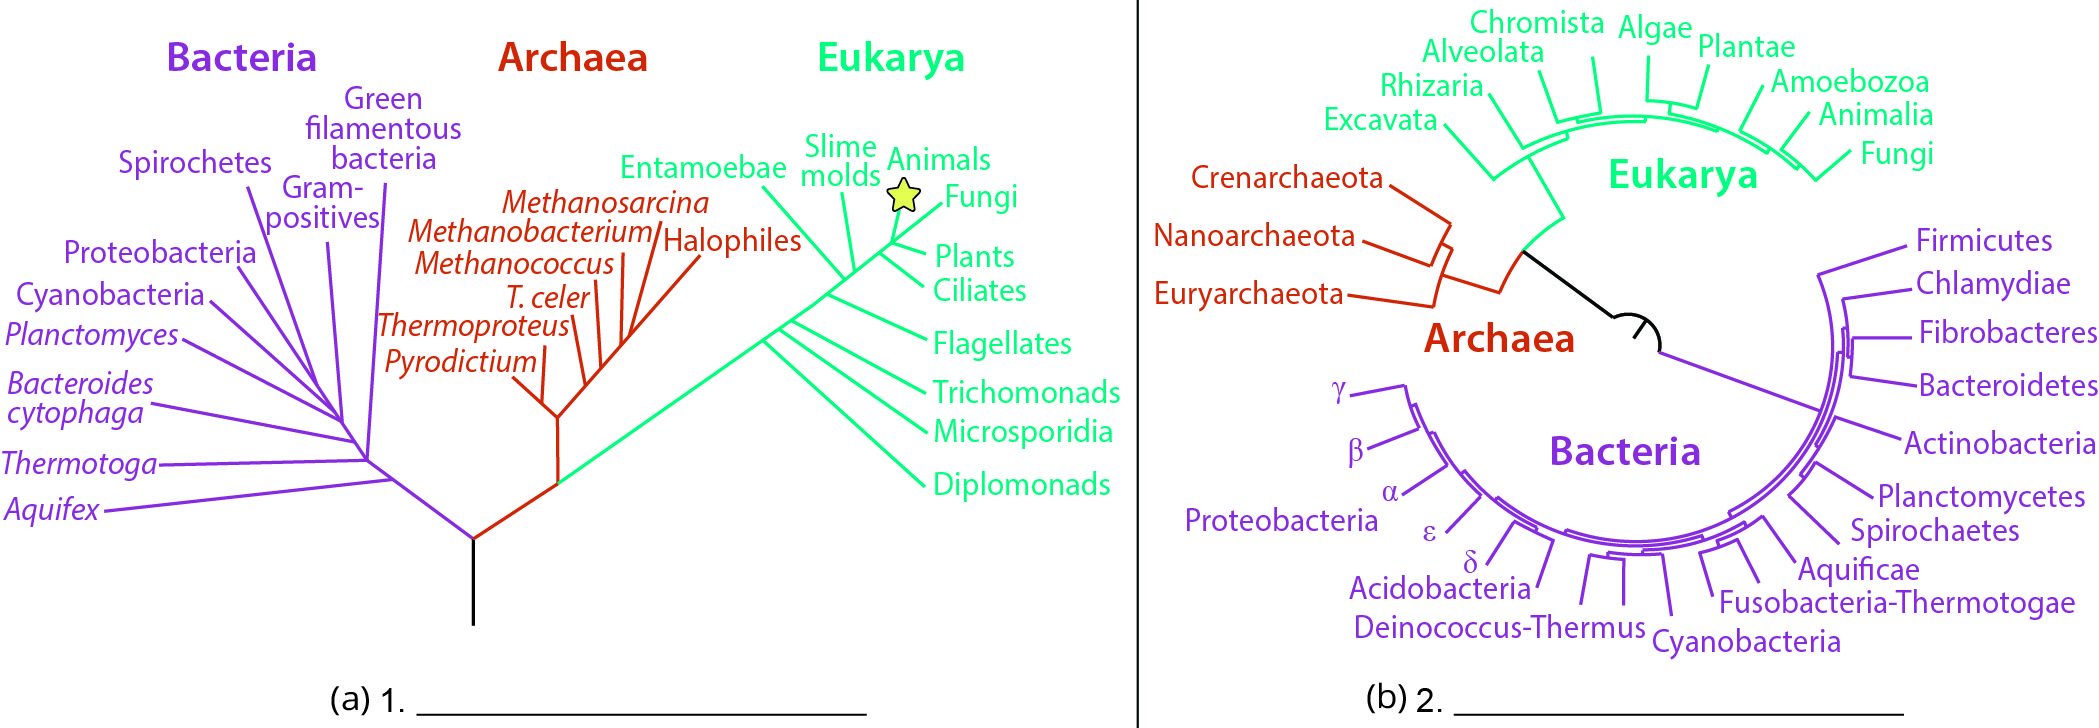 Bacteria
Archaea
Eukarya
Green
filamentous
bacteria
Spirochetes
Gram-
positives
Proteobacteria
Cyanobacteria
Planctomyces
Bacteroides
cytophaga
Thermotoga
Aquifex
Methanosarcina
Methanobacterium
Halophiles
Methanococcus
T. celer
Thermoproteus
Pyrodictium
Entamoebae
Slime
molds
Animals
Fungi
Plants
Ciliates
Flagellates
Trichomonads
Microsporidia
Diplomonads
(a) 1. 
Chromista
Algae
Alveolata
Plantae
Rhizaria
Amoebozoa
Excavata
Animalia
Fungi
Eukarya
Crenarchaeota
Nanoarchaeota
Euryarchaeota
Archaea
Firmicutes
Chlamydiae
Fibrobacteres
Bacteroidetes
Actinobacteria
Bacteria
Planctomycetes
Spirochaetes
Aquificae
Fusobacteria-Thermotogae
Cyanobacteria
Deinococcus-Thermus
Acidobacteria
γ
β
α
Proteobacteria
ε
δ
(b) 2.